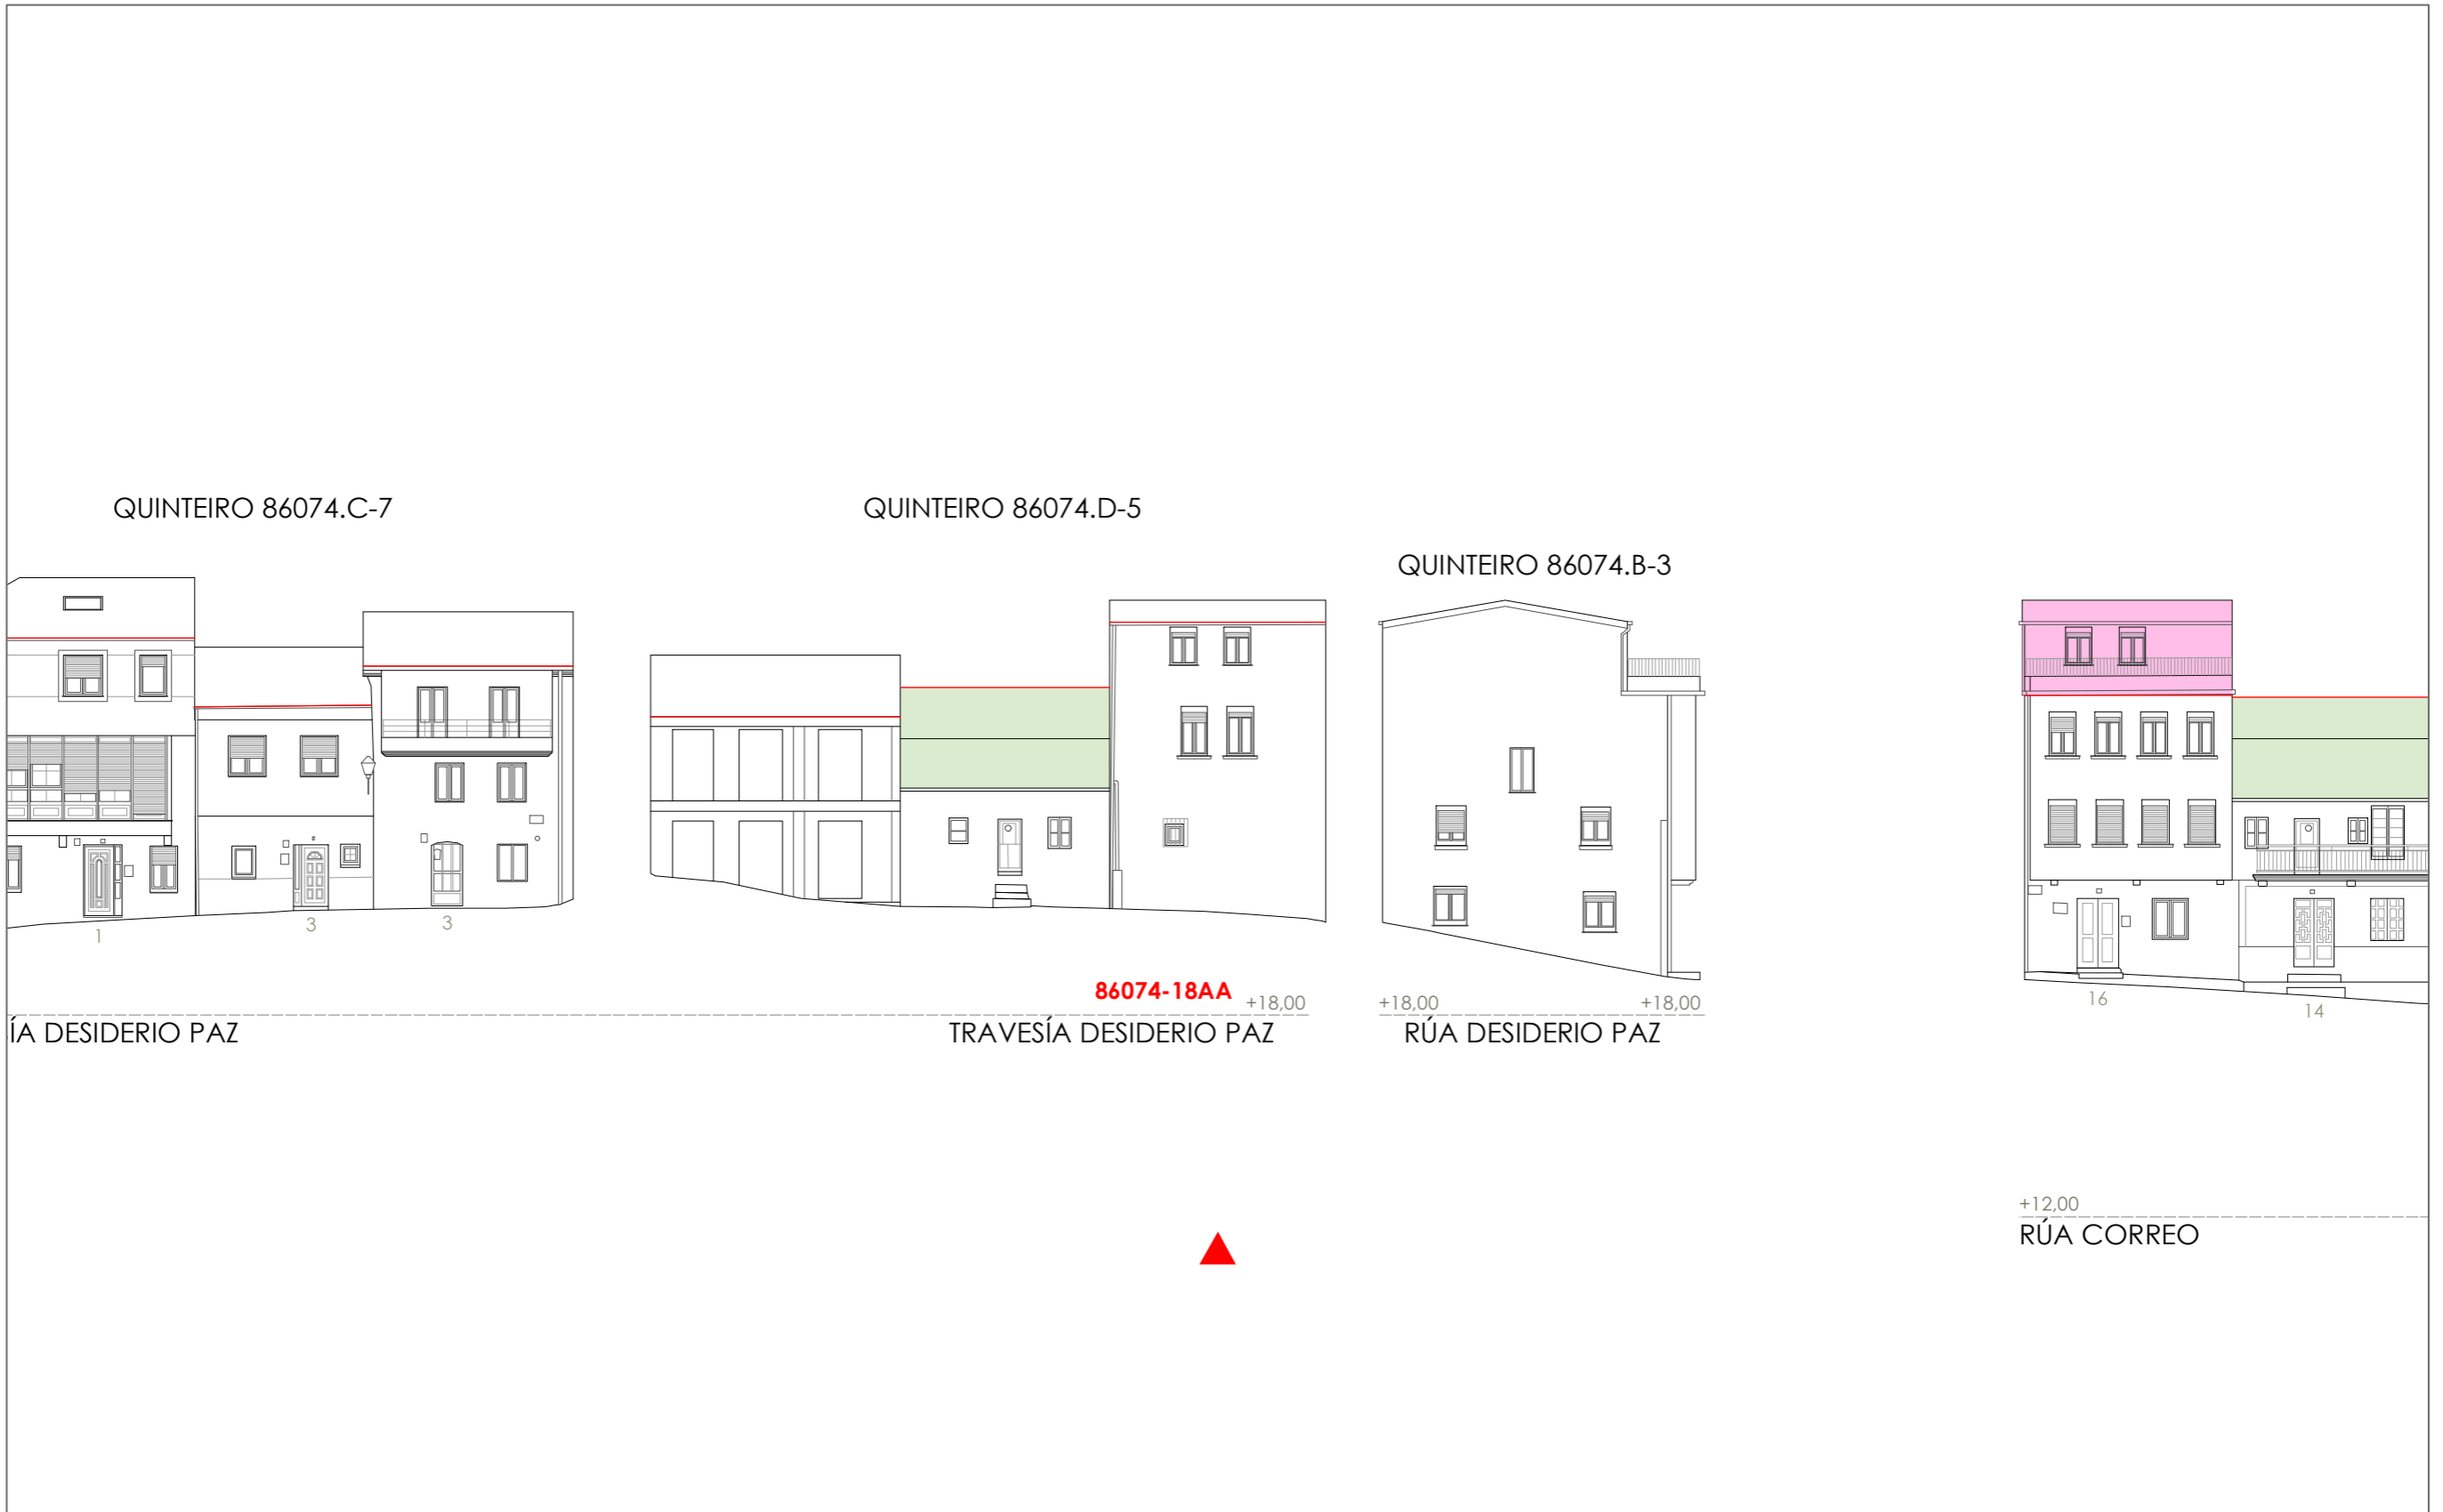 QUINTEIRO 86074.C-7
QUINTEIRO 86074.D-5
QUINTEIRO 86074.B-3
1
3
3
16
14
86074-18AA
+18,00
+18,00
+18,00
ÍA DESIDERIO PAZ
TRAVESÍA DESIDERIO PAZ
RÚA DESIDERIO PAZ
+12,00
RÚA CORREO